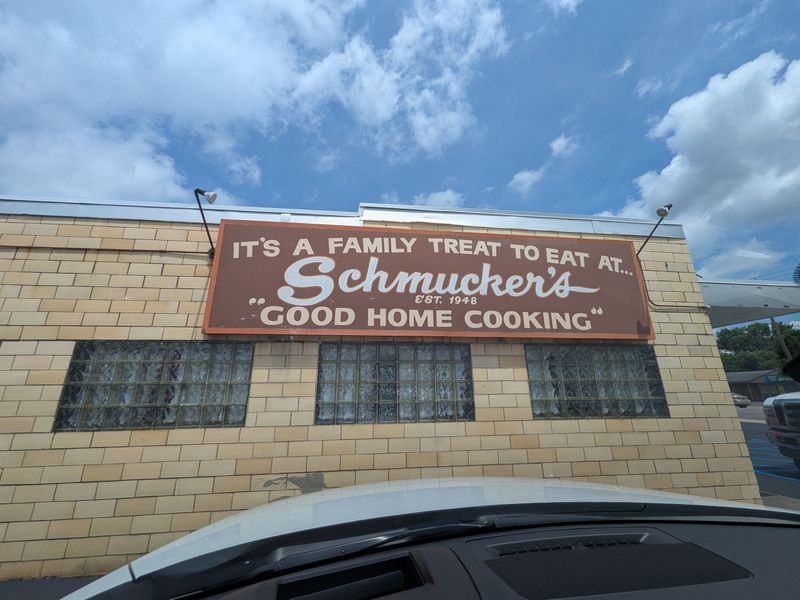 IT'S A FAMILY TREAT TO EAT AT...
Schmucker's
EST. 1948
"GOOD HOME COOKING"